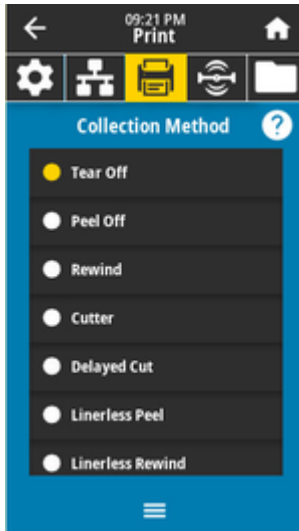 09:21 PM
Print
Collection Method
?
Tear Off
Peel Off
Rewind
Cutter
Delayed Cut
Linerless Peel
Linerless Rewind